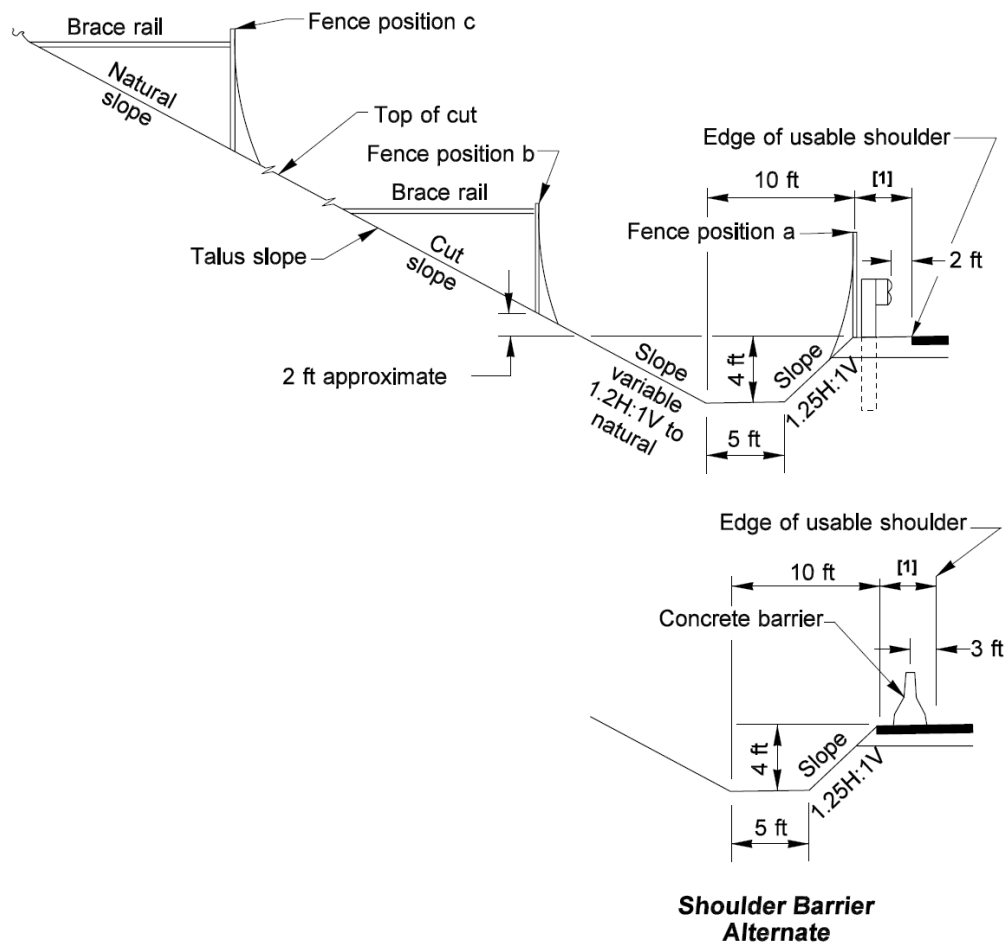 Brace rail
Fence position c
Natural
slope
Top of cut
Fence position b
Edge of usable shoulder
10 ft
[1]
Brace rail
Fence position a
Talus slope
Cut
slope
2 ft
2 ft approximate
Slope
variable
1.2H:1V to
natural
4 ft
Slope
1.25H:1V
5 ft
Edge of usable shoulder
10 ft
[1]
Concrete barrier
3 ft
4 ft
Slope
1.25H:1V
5 ft
Shoulder Barrier
Alternate